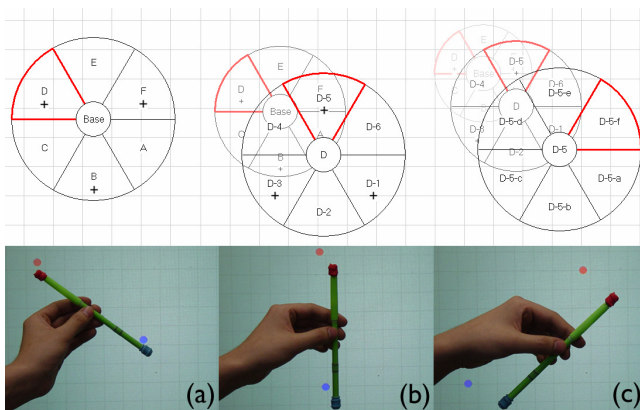 E
D
F
+
+
Base
C
A
B
+
E
D
+
F
D-5
+
Base
D-4
A
D-6
C
D
B
+
D-3
+
D-1
+
D-2
D-5
+
D-6
D-5-e
D-4
D
D-5-d
D-5-f
D-3
+
D-1
D-2
D-5
D-5-c
D-5-a
D-5-b
(a)
(b)
(c)